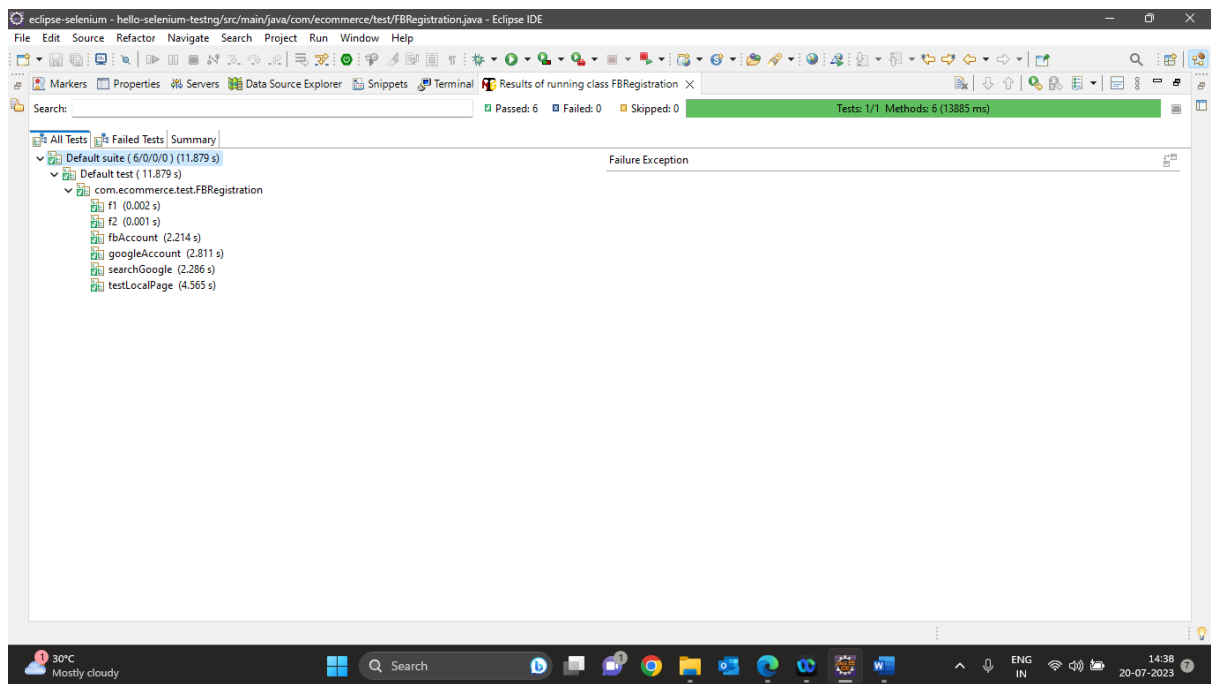 eclipse-selenium - hello-selenium-testng/src/main/java/com/ecommerce/test/FBRegistration.java - Eclipse IDE
File Edit Source Refactor Navigate Search Project Run Window Help
Markers Properties Servers Data Source Explorer Snippets Terminal Results of running class FBRegistration
Search: Passed: 6 Failed: 0 Skipped: 0 Tests: 1/1 Methods: 6 (13885 ms)
All Tests Failed Tests Summary
Default suite ( 6/0/0/0 ) (11.879 s) Failure Exception
Default test ( 11.879 s)
com.ecommerce.test.FBRegistration
f1 (0.002 s)
f2 (0.001 s)
fbAccount (2.214 s)
googleAccount (2.811 s)
searchGoogle (2.286 s)
testLocalPage (4.565 s)
1 30°C Mostly cloudy Search 1 ENG IN 14:38 20-07-2023 7